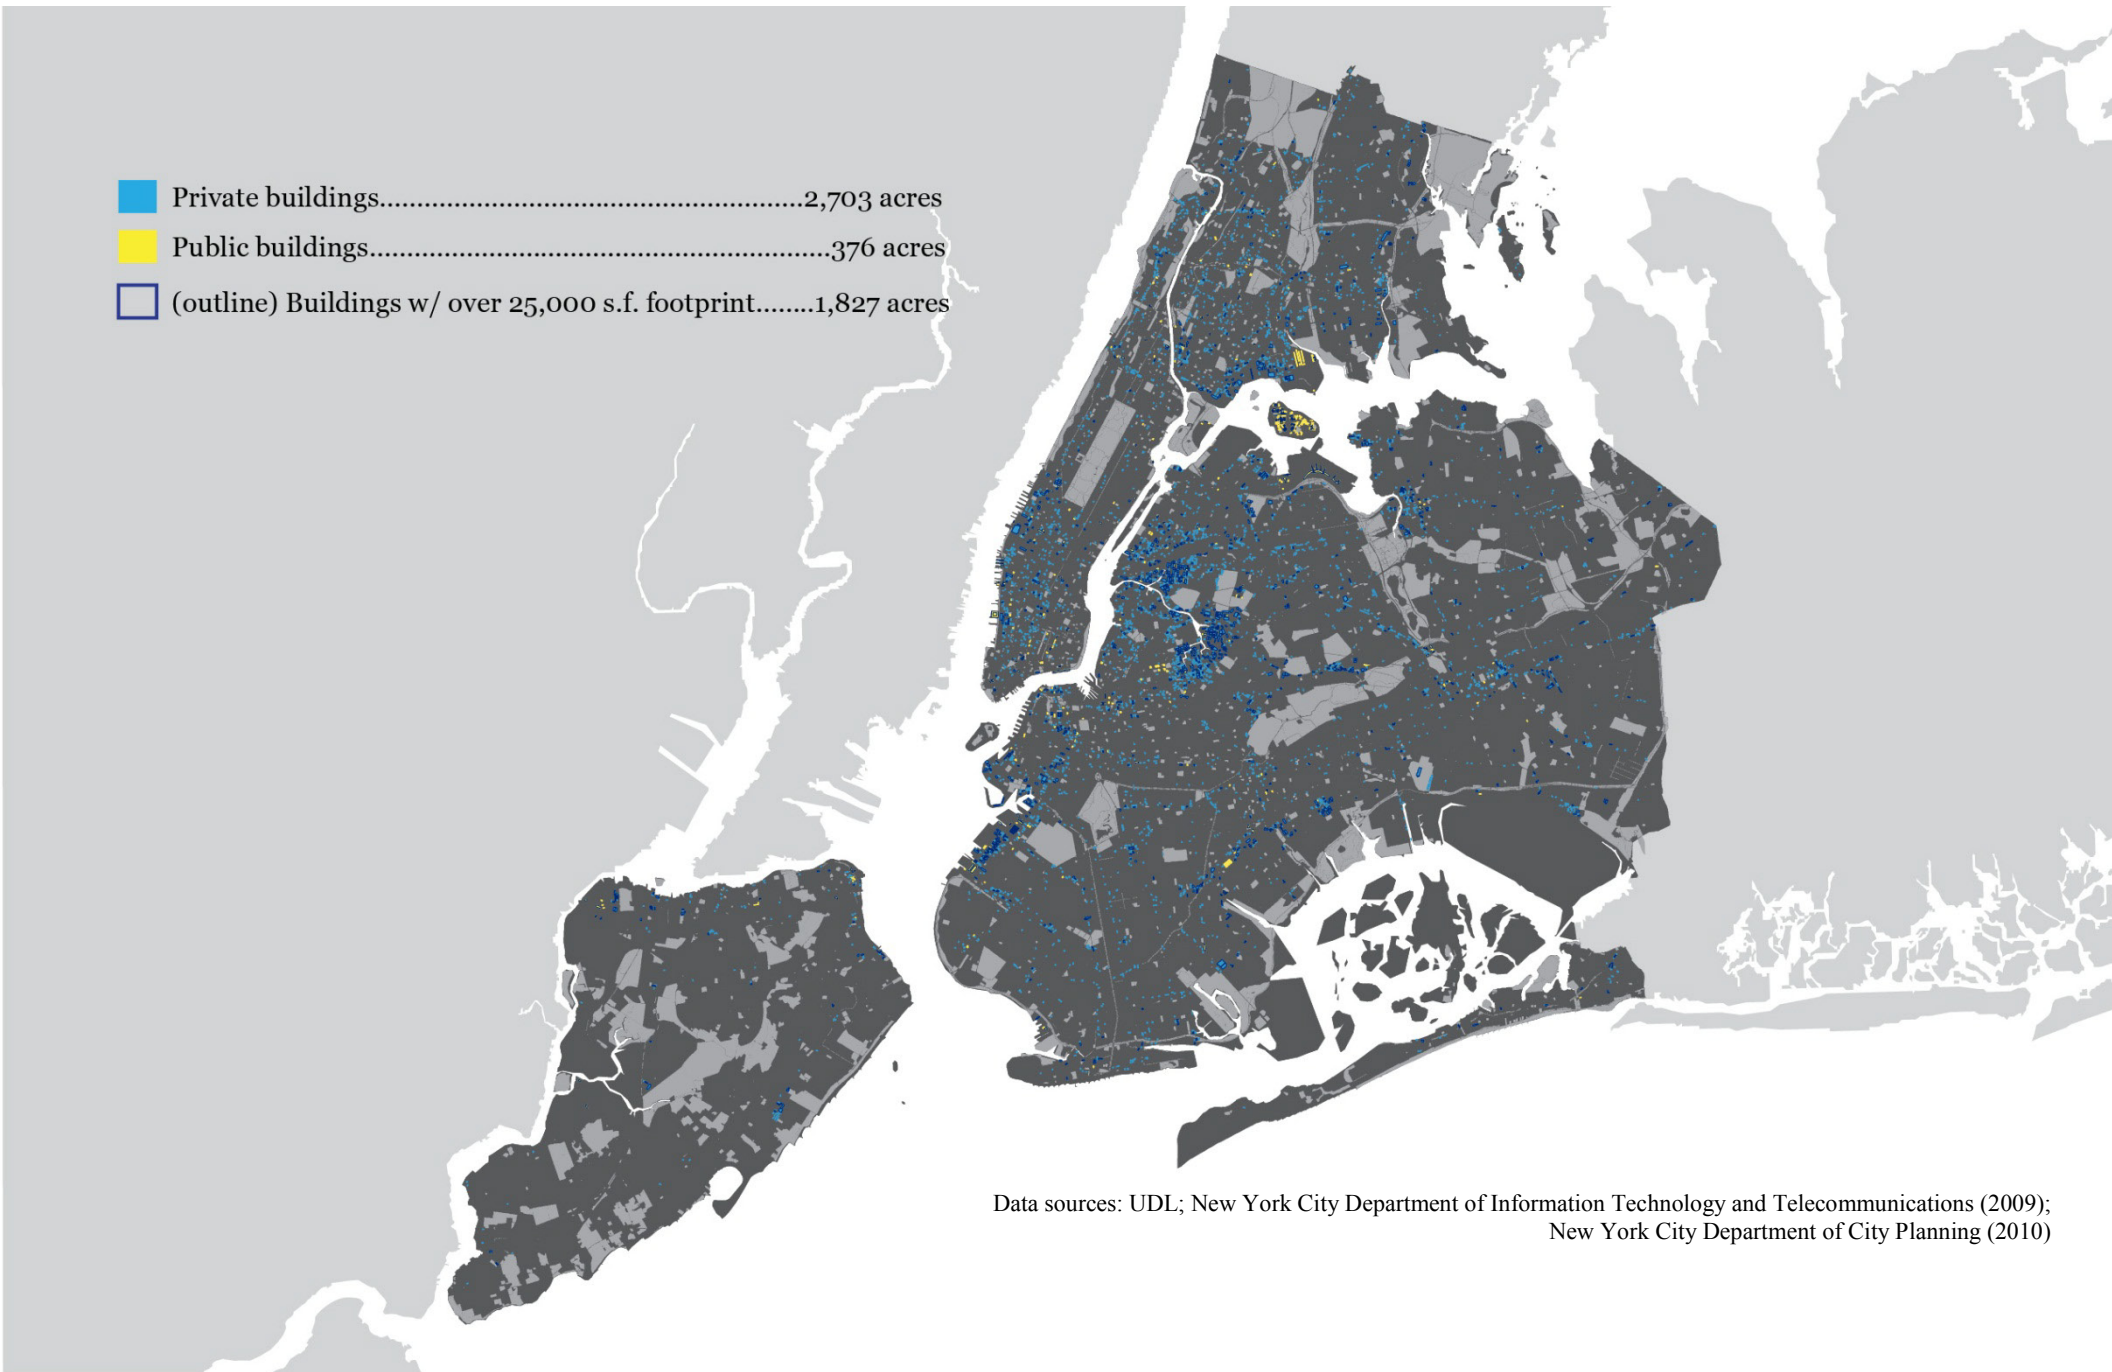 Private buildings.................................................2,703 acres
Public buildings.....................................................376 acres
(outline) Buildings w/ over 25,000 s.f. footprint........1,827 acres
Data sources: UDL; New York City Department of Information Technology and Telecommunications (2009);
New York City Department of City Planning (2010)